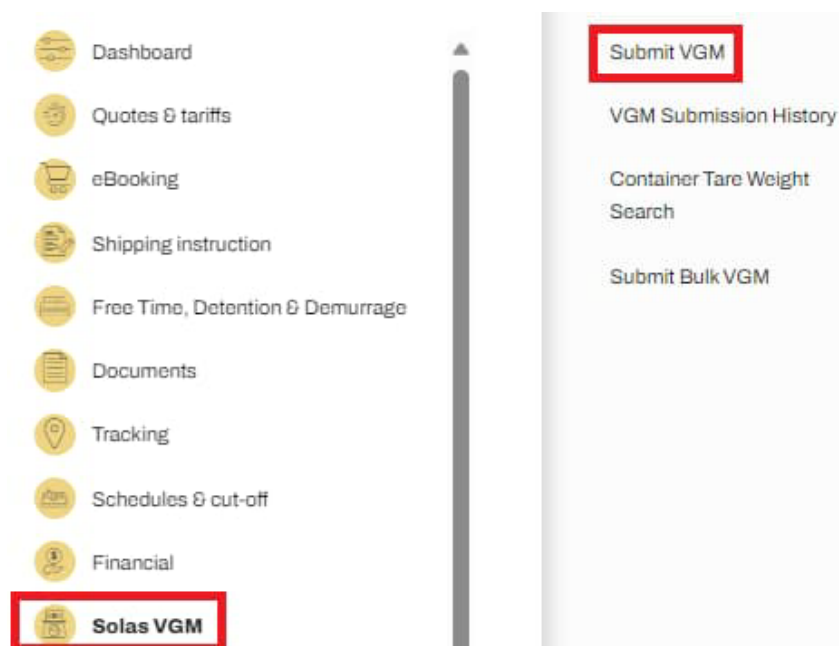 Dashboard
Quotes & tariffs
eBooking
Shipping instruction
Free Time, Detention & Demurrage
Documents
Tracking
Schedules & cut-off
Financial
Solas VGM
Submit VGM
VGM Submission History
Container Tare Weight
Search
Submit Bulk VGM